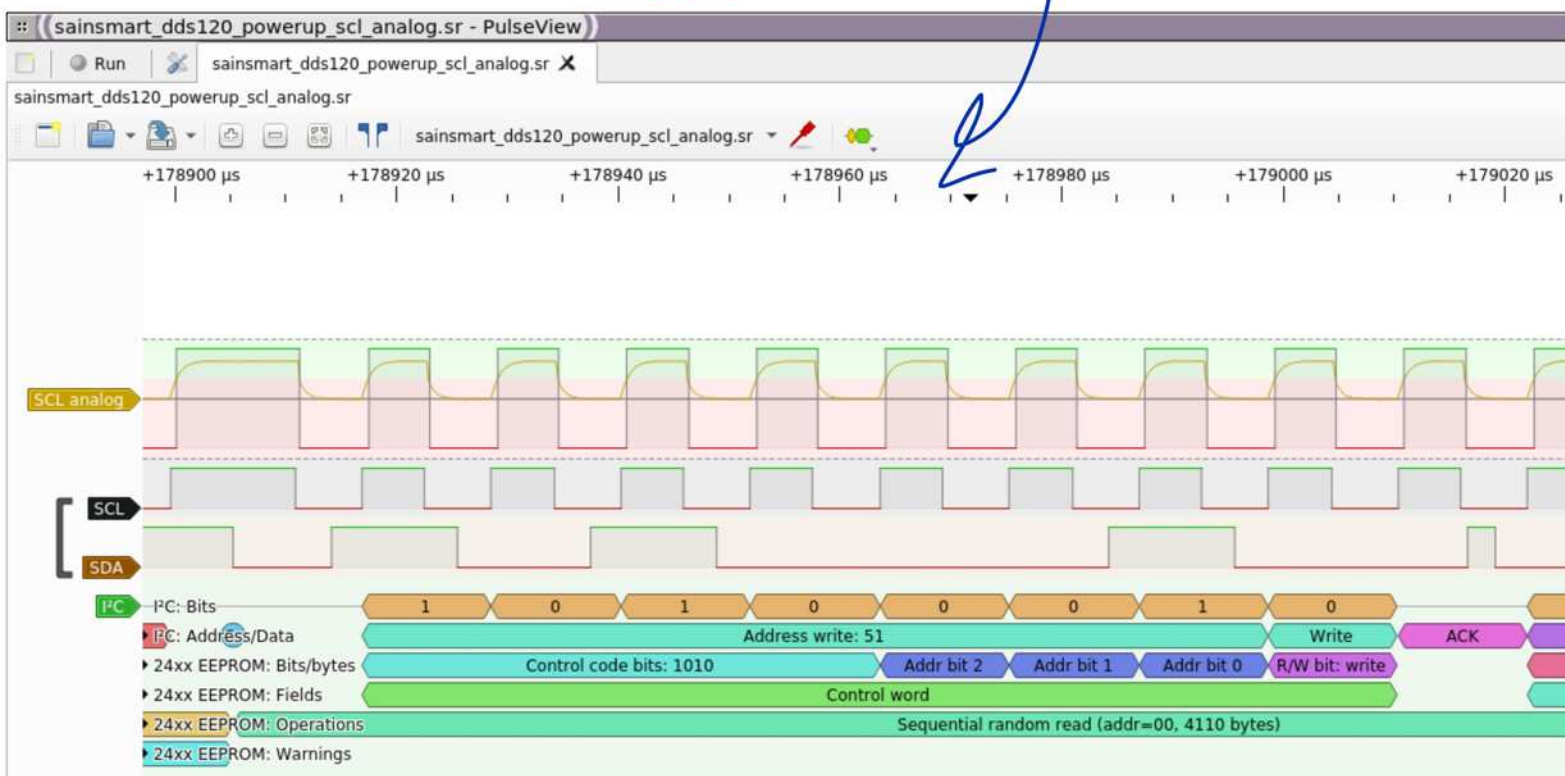 sainsmart_dds120_powerup_scl_analog.sr - PulseView
Run sainsmart_dds120_powerup_scl_analog.sr X
sainsmart_dds120_powerup_scl_analog.sr
sainsmart_dds120_powerup_scl_analog.sr
+178900 µs +178920 µs +178940 µs +178960 µs +178980 µs +179000 µs +179020 µs
SCL analog
SCL
SDA
I²C I²C: Bits 1 0 1 0 0 0 1 0
I²C: Address/Data Address write: 51 Write ACK
24xx EEPROM: Bits/bytes Control code bits: 1010 Addr bit 2 Addr bit 1 Addr bit 0 R/W bit: write
24xx EEPROM: Fields Control word
24xx EEPROM: Operations Sequential random read (addr=00, 4110 bytes)
24xx EEPROM: Warnings